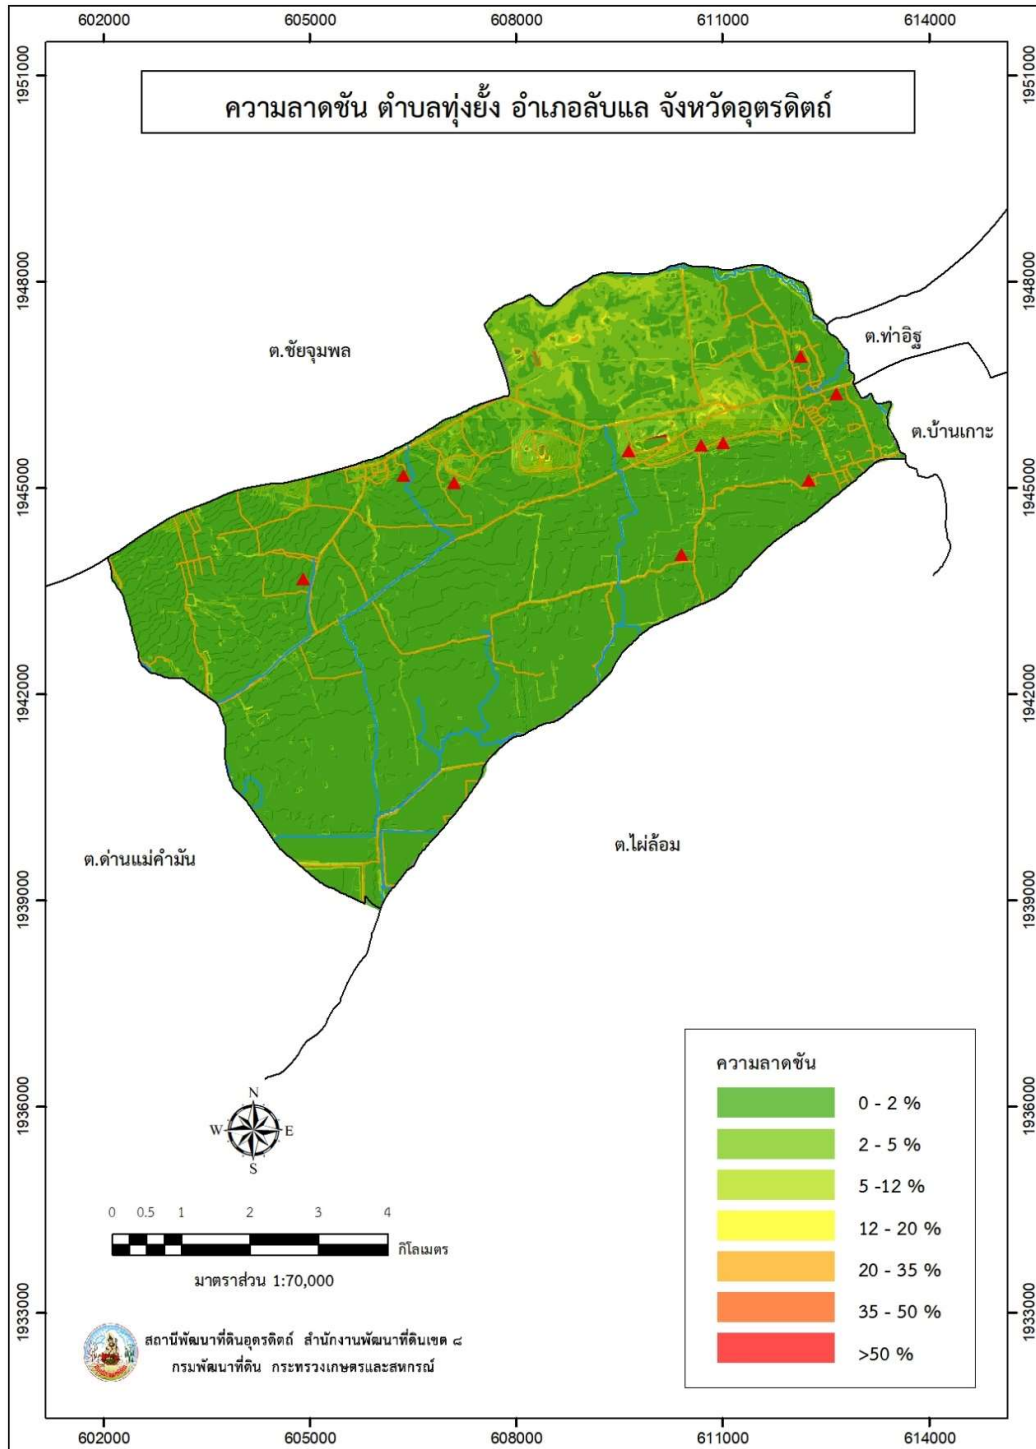 602000 605000 608000 611000 614000
1951000 1951000
ความลาดชัน ตำบลทุ่งยั้ง อำเภอลับแล จังหวัดอุตรดิตถ์
1948000 1948000
ต.ท่าอิฐ
ต.ชัยจุมพล
ต.บ้านเกาะ
1945000 1945000
1942000 1942000
ต.ไผ่ล้อม
ต.ด่านแม่คำมัน
1939000 1939000
ความลาดชัน
0 - 2 %
2 - 5 %
5 -12 %
12 - 20 %
20 - 35 %
35 - 50 %
>50 %
1936000 1936000
N
W E
S
0 0.5 1 2 3 4
กิโลเมตร
มาตราส่วน 1:70,000
1933000 1933000
สถานีพัฒนาที่ดินอุตรดิตถ์ สำนักงานพัฒนาที่ดินเขต ๘
กรมพัฒนาที่ดิน กระทรวงเกษตรและสหกรณ์
602000 605000 608000 611000 614000